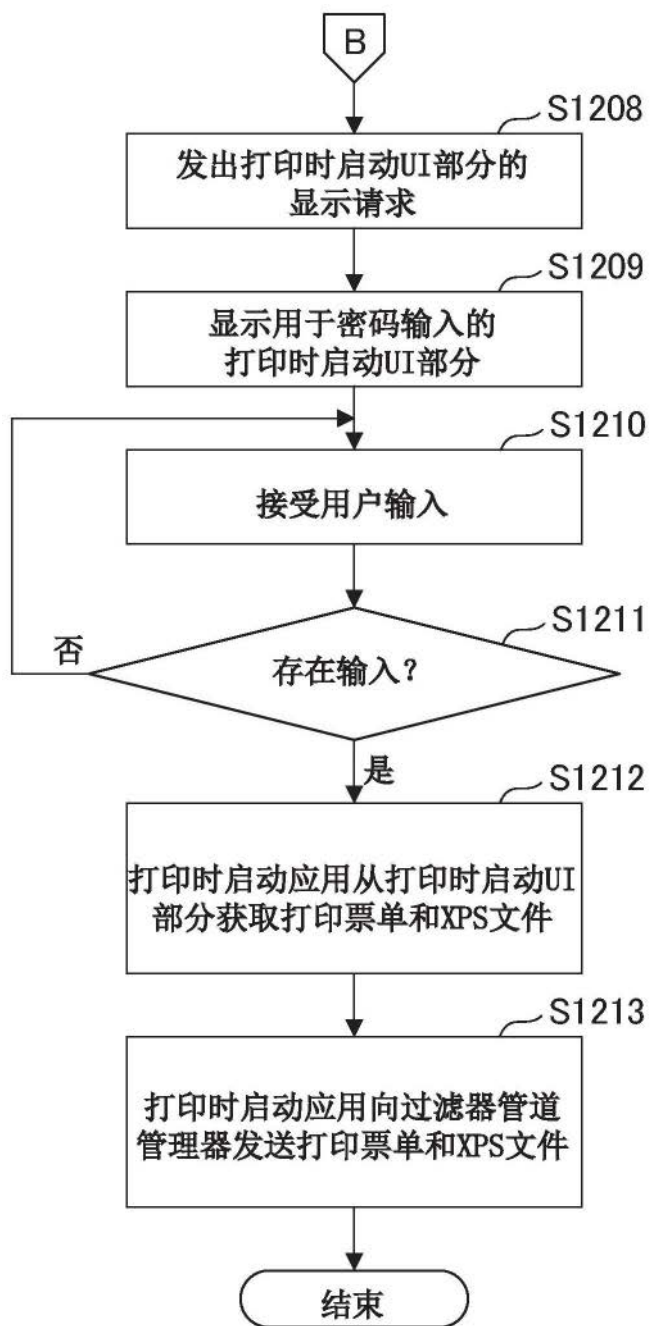 B
S1208
发出打印时启动UI部分的
显示请求
S1209
显示用于密码输入的
打印时启动UI部分
S1210
接受用户输入
S1211
否
存在输入？
是
S1212
打印时启动应用从打印时启动UI
部分获取打印票单和XPS文件
S1213
打印时启动应用向过滤器管道
管理器发送打印票单和XPS文件
结束